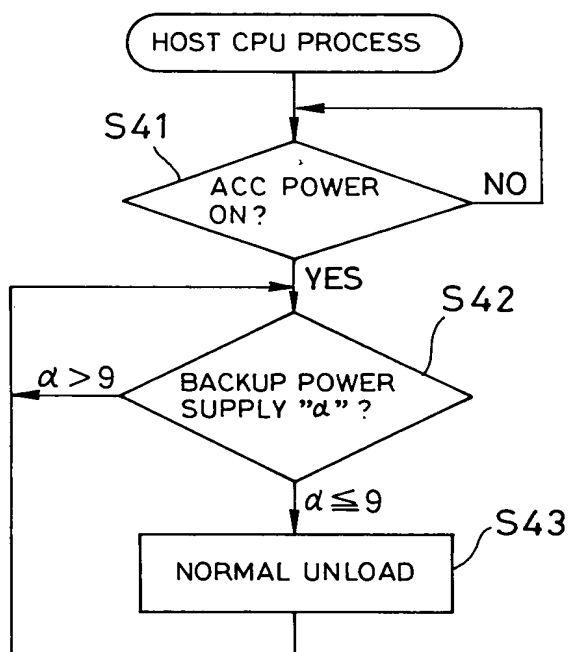 HOST CPU PROCESS
S41
ACC POWER
ON?
NO
YES
S42
α>9
BACKUP POWER
SUPPLY "α" ?
α≦9
S43
NORMAL UNLOAD